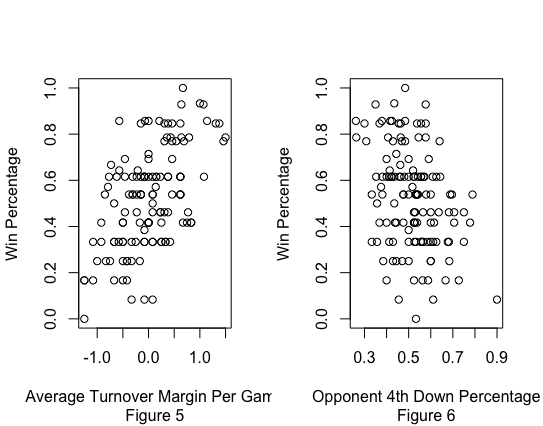 Win Percentage
1.0
0.8
0.6
0.4
0.2
0.0
-1.0 0.0 1.0
Average Turnover Margin Per Gam
Figure 5
Win Percentage
1.0
0.8
0.6
0.4
0.2
0.0
0.3 0.5 0.7 0.9
Opponent 4th Down Percentage
Figure 6